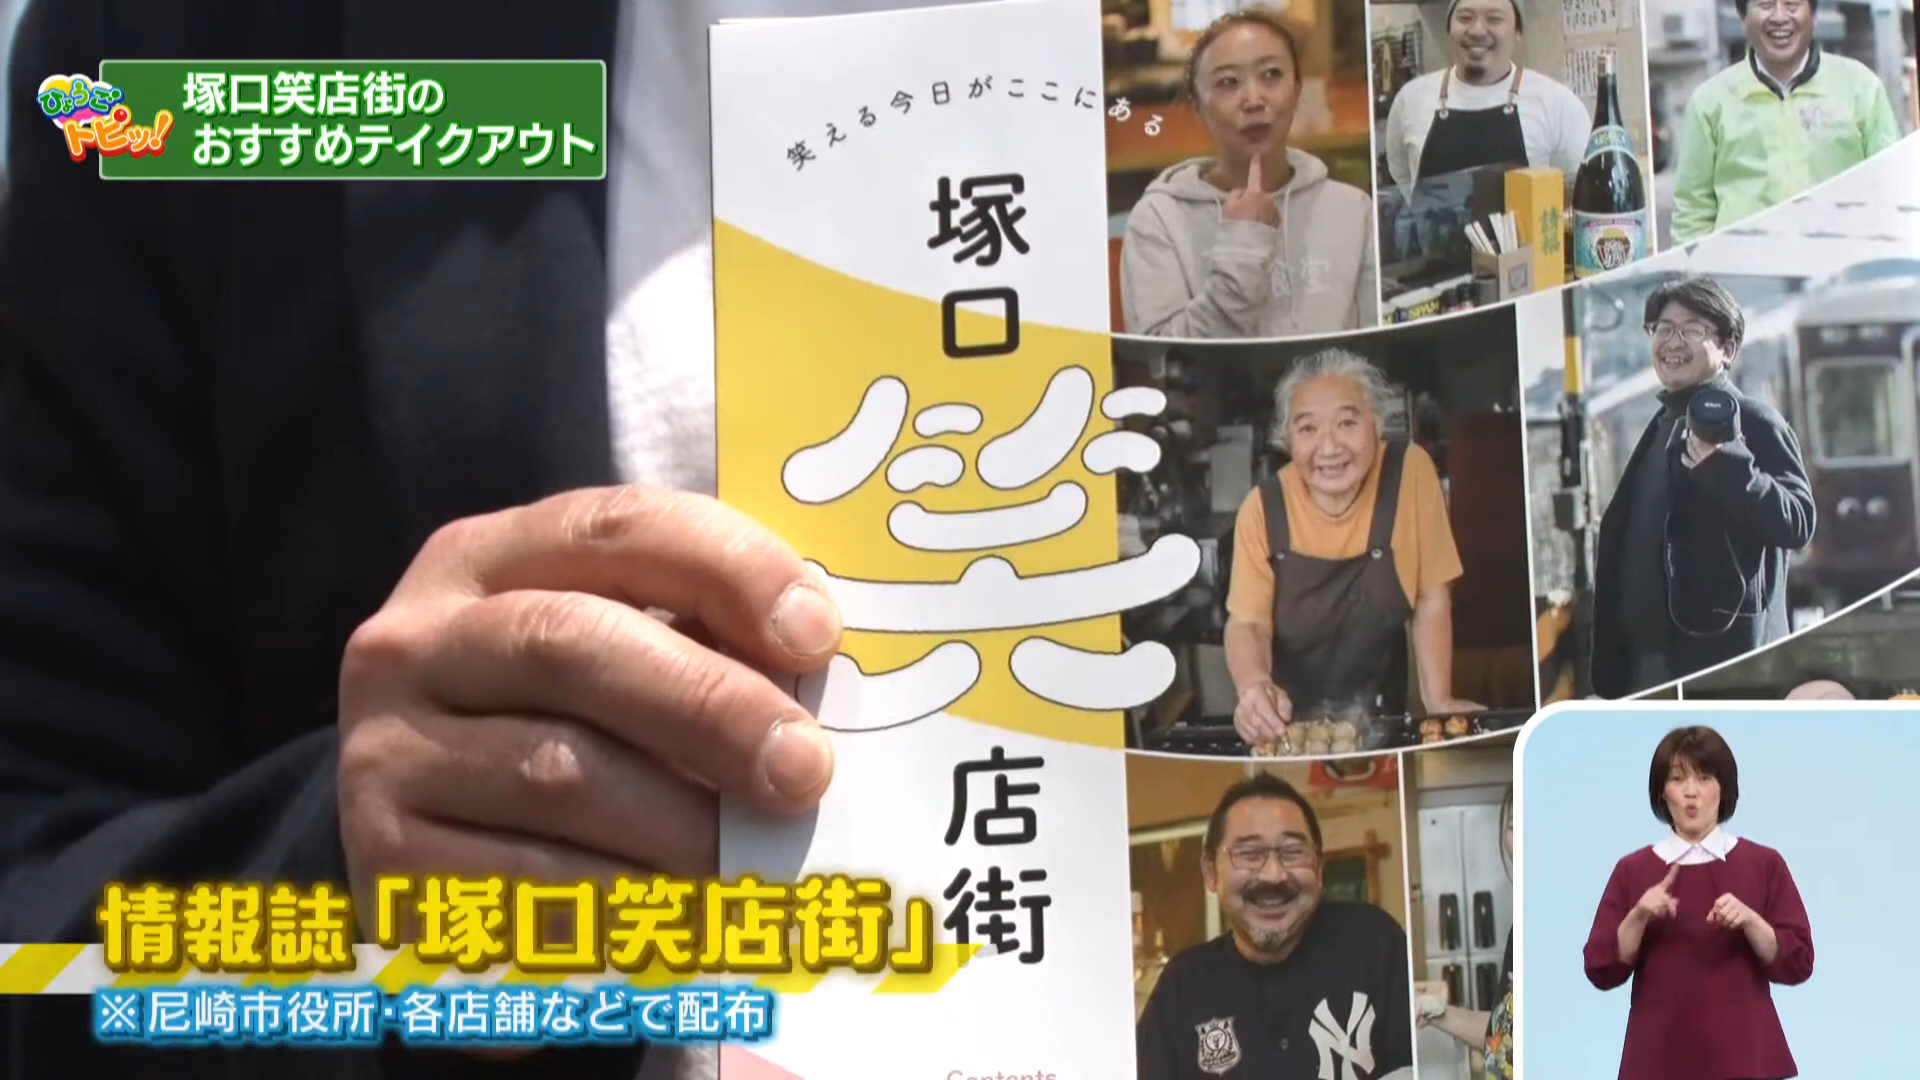 ひょうご
トピッ!
塚口笑店街の
おすすめテイクアウト
笑える今日がここにある
塚口
笑
店街
SPAM
Contents
情報誌「塚口笑店街」
※尼崎市役所・各店舗などで配布